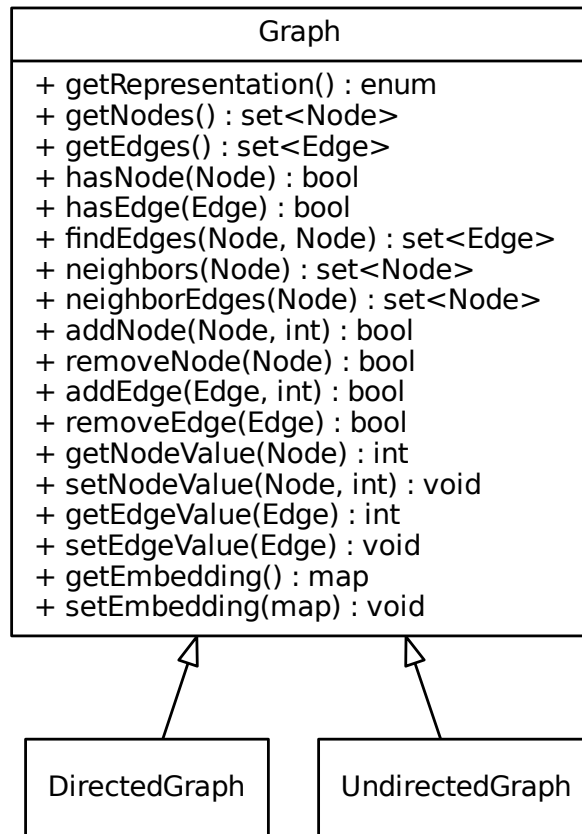 Graph
+ getRepresentation() : enum
+ getNodes() : set<Node>
+ getEdges() : set<Edge>
+ hasNode(Node) : bool
+ hasEdge(Edge) : bool
+ findEdges(Node, Node) : set<Edge>
+ neighbors(Node) : set<Node>
+ neighborEdges(Node) : set<Node>
+ addNode(Node, int) : bool
+ removeNode(Node) : bool
+ addEdge(Edge, int) : bool
+ removeEdge(Edge) : bool
+ getNodeValue(Node) : int
+ setNodeValue(Node, int) : void
+ getEdgeValue(Edge) : int
+ setEdgeValue(Edge) : void
+ getEmbedding() : map
+ setEmbedding(map) : void
DirectedGraph
UndirectedGraph